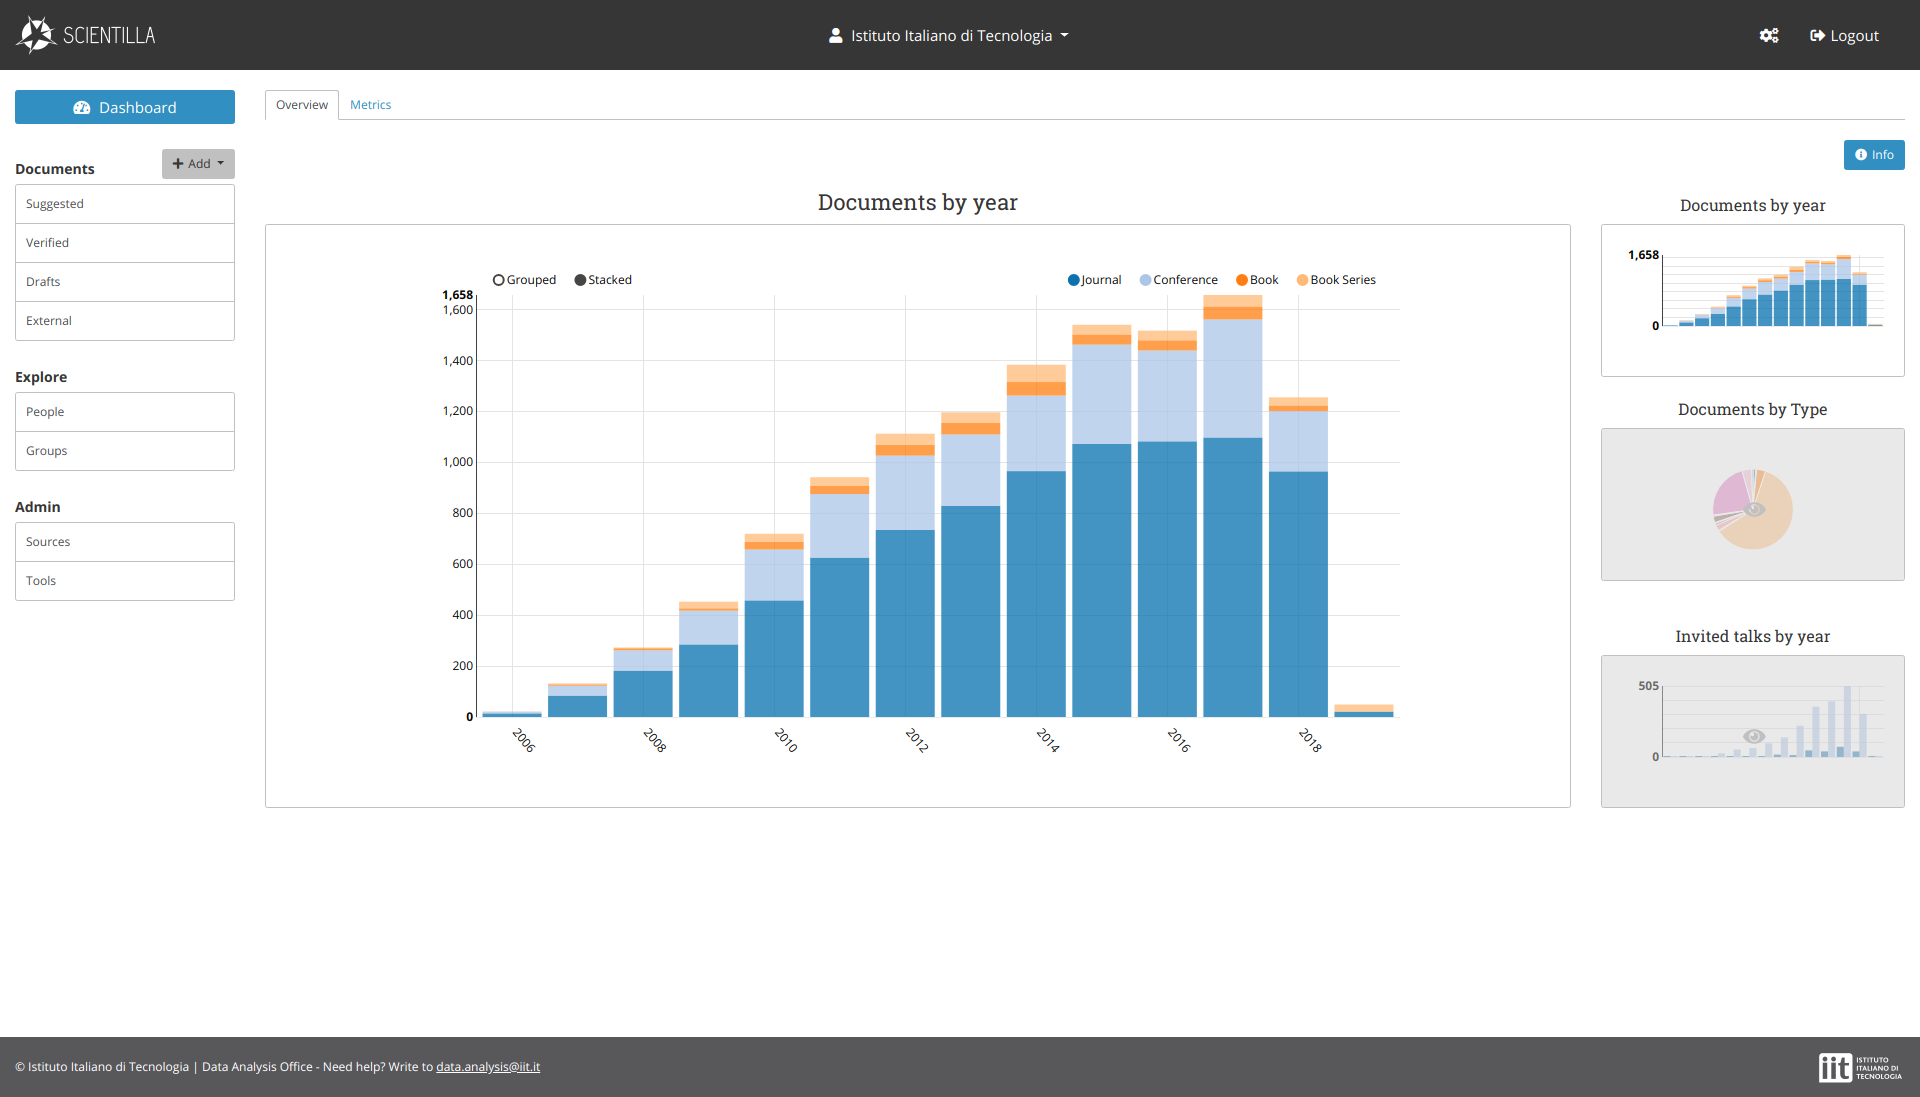 SCIENTILLA
Istituto Italiano di Tecnologia
Logout
Dashboard
Overview
Metrics
Info
Documents
Add
Suggested
Verified
Drafts
External
Explore
People
Groups
Admin
Sources
Tools
Documents by year
Grouped
Stacked
Journal
Conference
Book
Book Series
1,658
1,600
1,400
1,200
1,000
800
600
400
200
0
2006
2008
2010
2012
2014
2016
2018
Documents by year
1,658
0
Documents by Type
Invited talks by year
505
0
© Istituto Italiano di Tecnologia | Data Analysis Office - Need help? Write to data.analysis@iit.it
iit
ISTITUTO
ITALIANO DI
TECNOLOGIA